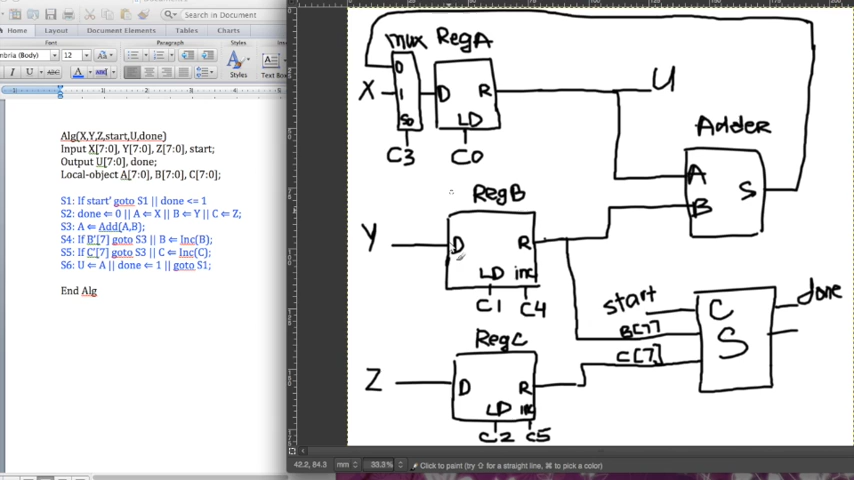 Search in Document
Home
Layout
Document Elements
Tables
Charts
Font
Paragraph
Styles
Insert
12
A
I
U
Styles
Text Box
Alg(X,Y,Z,start,U,done)
Input X[7:0], Y[7:0], Z[7:0], start;
Output U[7:0], done;
Local-object A[7:0], B[7:0], C[7:0];
S1: If start' goto S1 || done <= 1
S2: done ⇐ 0 || A ⇐ X || B ⇐ Y || C ⇐ Z;
S3: A ⇐ Add(A,B);
S4: If B'[7] goto S3 || B ⇐ Inc(B);
S5: If C'[7] goto S3 || C ⇐ Inc(C);
S6: U ⇐ A || done ⇐ 1 || goto S1;
End Alg
mux
RegA
0
X
1
D
R
U
S0
LD
C3
C0
Adder
A
S
B
RegB
Y
D
R
LD
inc
C1
C4
start
B[7]
C[7]
C
S
done
RegC
Z
D
R
LD
inc
C2
C5
42.2, 84.3
mm
33.3%
Click to paint (try ⇧ for a straight line, ⌘ to pick a color)